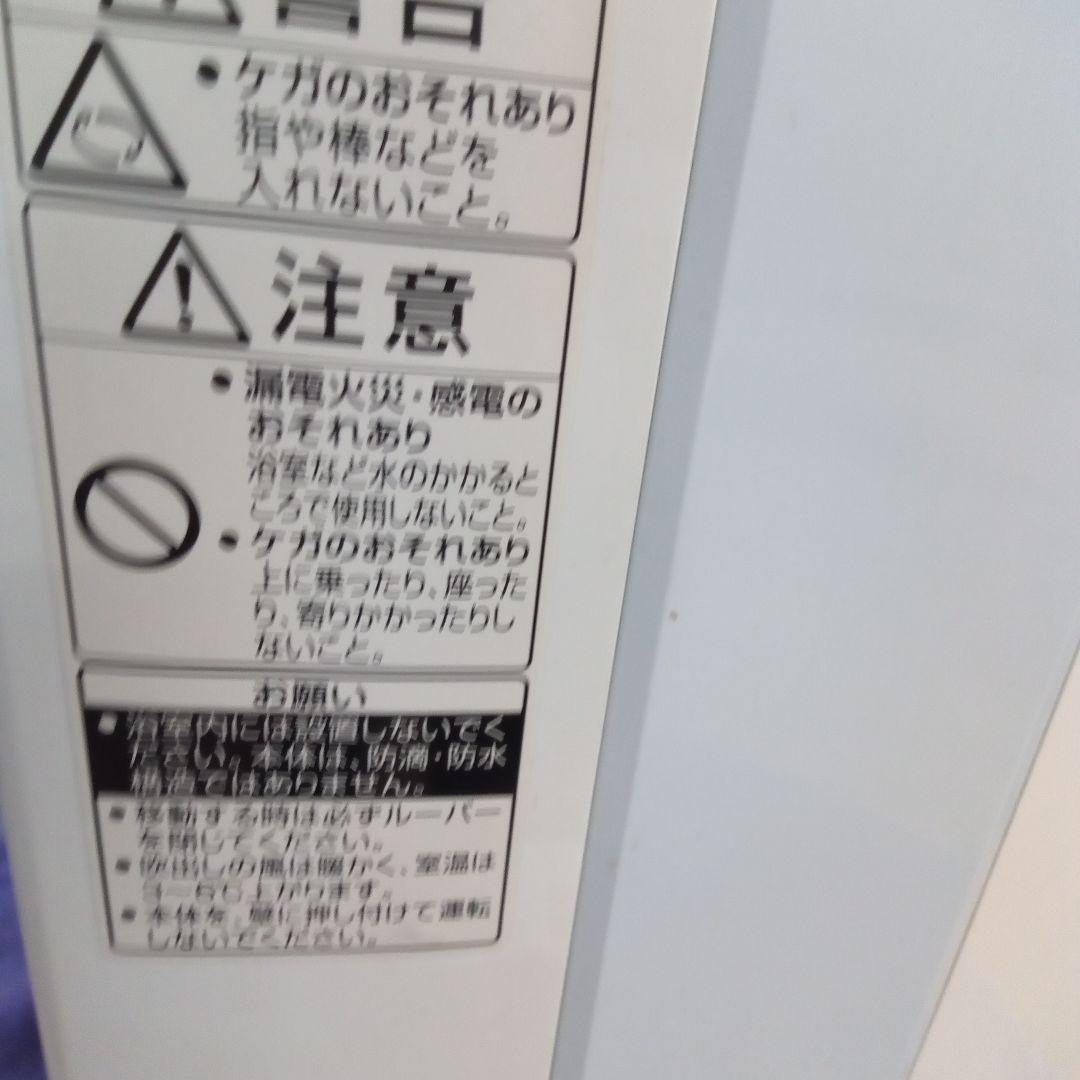 警告
●ケガのおそれあり
指や棒などを
入れないこと。
注意
●漏電火災・感電の
おそれあり
浴室など水のかかると
ころで使用しないこと。
●ケガのおそれあり
上に乗ったり、座った
り、寄りかかったりし
ないこと。
お願い
●浴室内には設置しないでく
ださい。本体は、防滴・防水
構造ではありません。
●移動する時は必ずルーバー
を閉じてください。
●吹出しの風は暖かく、室温は
上がります。
●本体を、壁に押し付けて運転
しないでください。